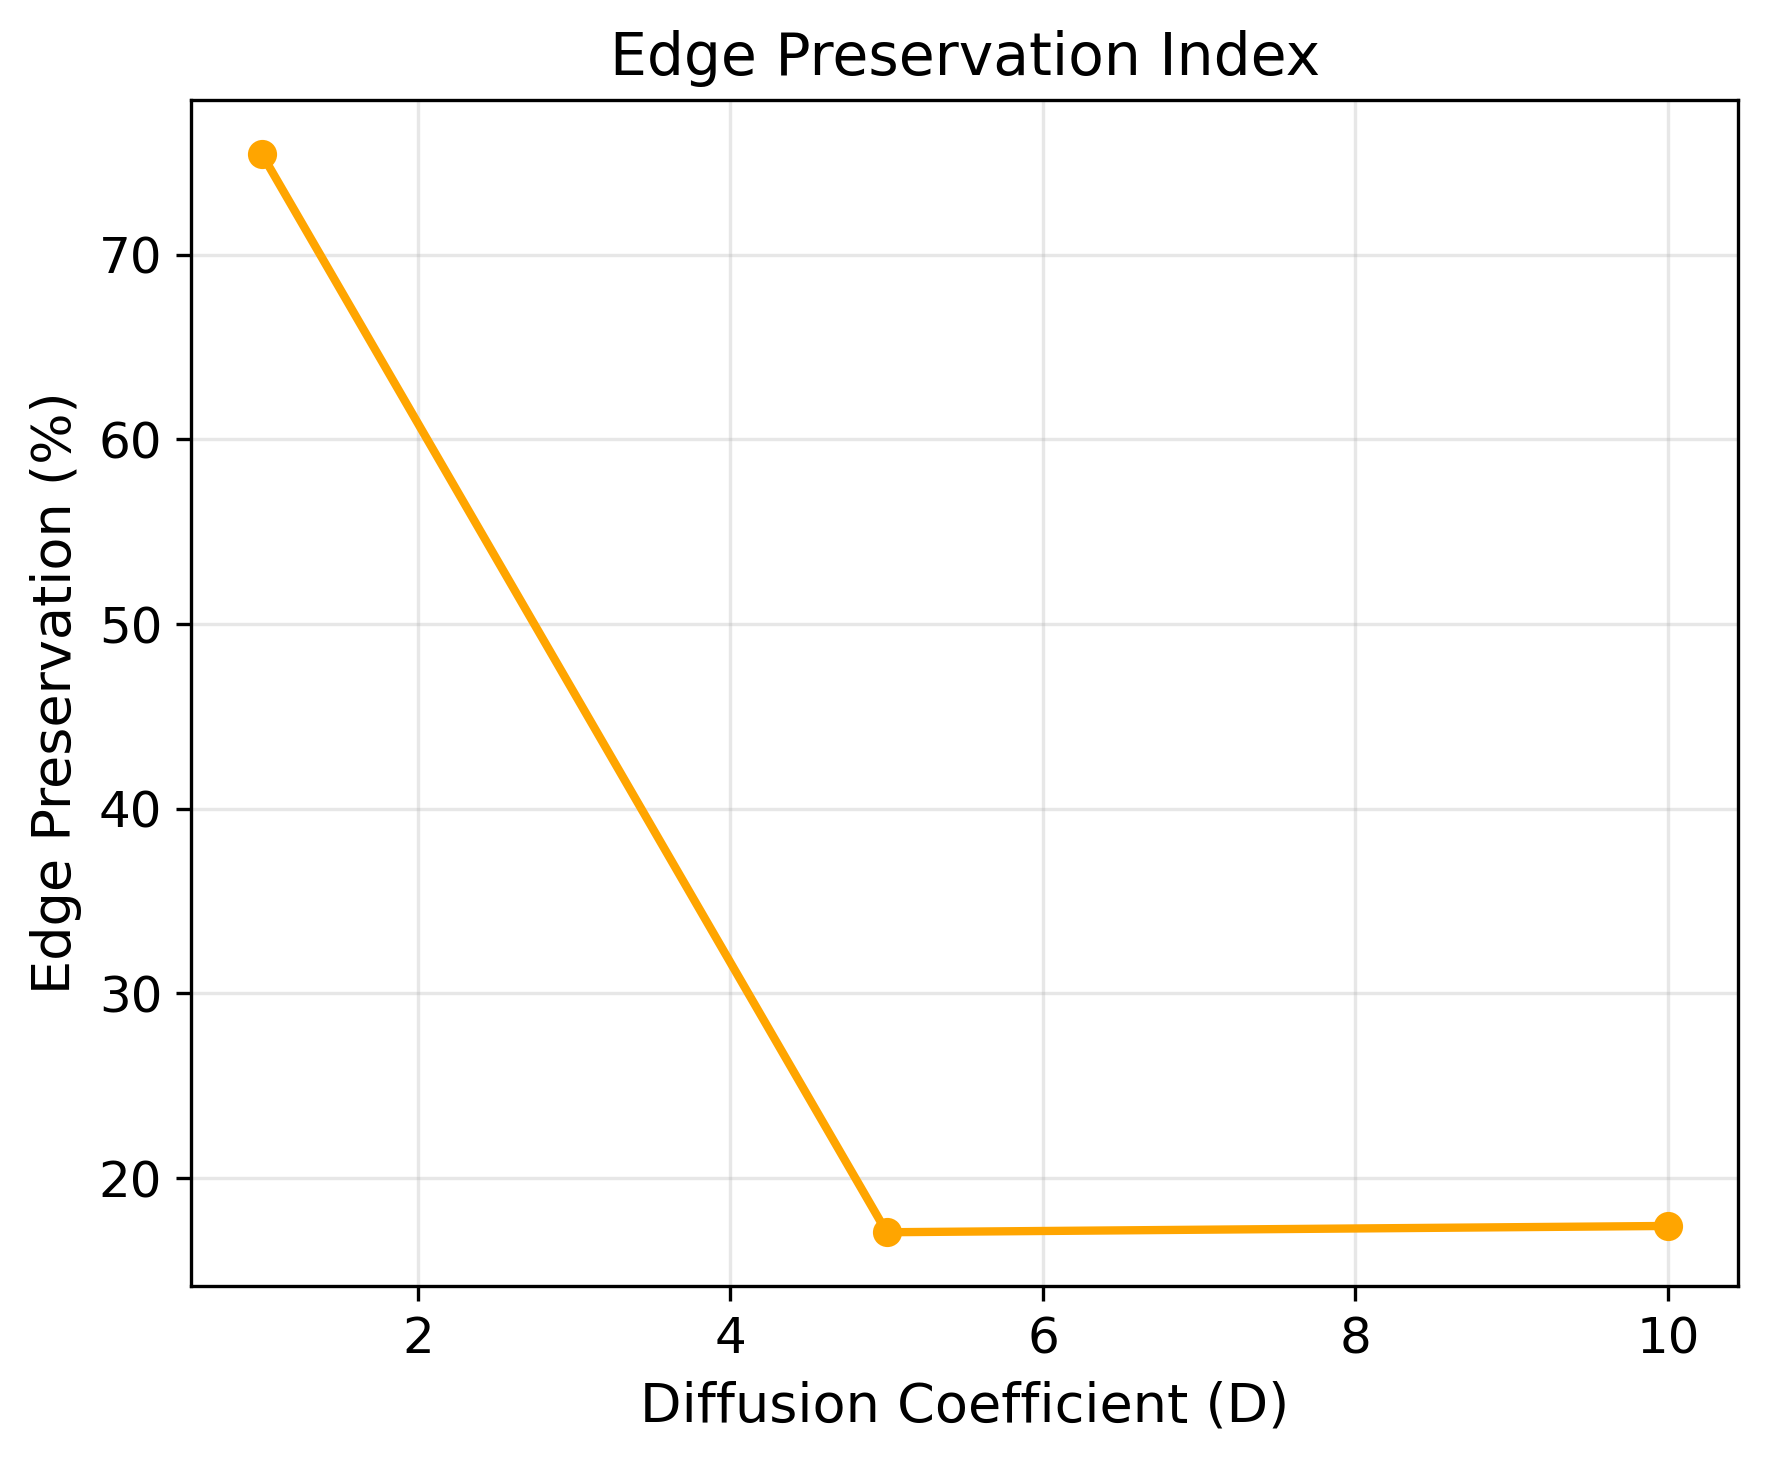 Edge Preservation Index
Edge Preservation (%)
70
60
50
40
30
20
2 4 6 8 10
Diffusion Coefficient (D)